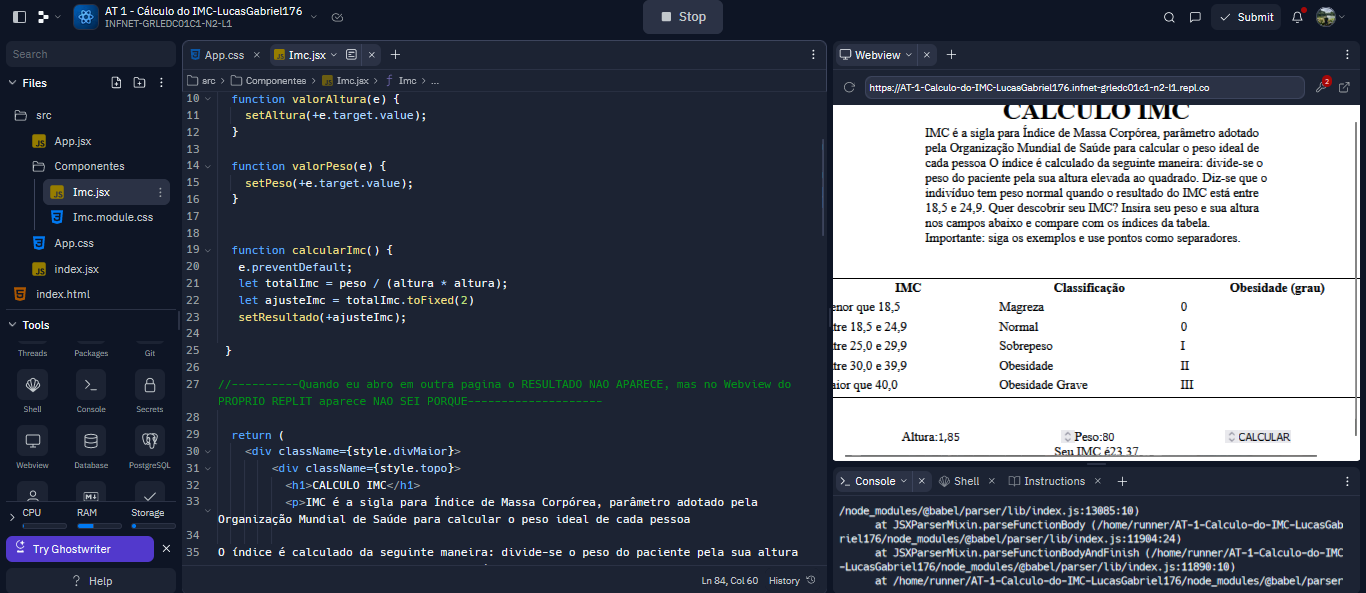 AT 1 - Cálculo do IMC-LucasGabriel176
INFNET-GRLEDC01C1-N2-L1
Stop
Submit
Search
Files
src
App.jsx
Componentes
Imc.jsx
Imc.module.css
App.css
index.jsx
index.html
Tools
Threads
Packages
Git
Shell
Console
Secrets
Webview
Database
PostgreSQL
CPU
RAM
Storage
Try Ghostwriter
Help
App.css
Imc.jsx
src > Componentes > Imc.jsx > Imc > ...
10 function valorAltura(e) {
11 setAltura(+e.target.value);
12 }
13
14 function valorPeso(e) {
15 setPeso(+e.target.value);
16 }
17
18
19 function calcularImc() {
20 e.preventDefault;
21 let totalImc = peso / (altura * altura);
22 let ajusteImc = totalImc.toFixed(2)
23 setResultado(+ajusteImc);
24
25 }
26
27 //----------Quando eu abro em outra pagina o RESULTADO NAO APARECE, mas no Webview do
PROPRIO REPLIT aparece NAO SEI PORQUE--------------------
28
29 return (
30 <div className={style.divMaior}>
31 <div className={style.topo}>
32 <h1>CALCULO IMC</h1>
33 <p>IMC é a sigla para Índice de Massa Corpórea, parâmetro adotado pela
Organização Mundial de Saúde para calcular o peso ideal de cada pessoa
34
35 O índice é calculado da seguinte maneira: divide-se o peso do paciente pela sua altura
Ln 84, Col 60
History
Webview
https://AT-1-Calculo-do-IMC-LucasGabriel176.infnet-grledc01c1-n2-l1.repl.co
2
CALCULO IMC
IMC é a sigla para Índice de Massa Corpórea, parâmetro adotado
pela Organização Mundial de Saúde para calcular o peso ideal de
cada pessoa O índice é calculado da seguinte maneira: divide-se o
peso do paciente pela sua altura elevada ao quadrado. Diz-se que o
indivíduo tem peso normal quando o resultado do IMC está entre
18,5 e 24,9. Quer descobrir seu IMC? Insira seu peso e sua altura
nos campos abaixo e compare com os índices da tabela.
Importante: siga os exemplos e use pontos como separadores.
IMC Classificação Obesidade (grau)
enor que 18,5 Magreza 0
tre 18,5 e 24,9 Normal 0
tre 25,0 e 29,9 Sobrepeso I
tre 30,0 e 39,9 Obesidade II
aior que 40,0 Obesidade Grave III
Altura:1,85 Peso:80 CALCULAR
Seu IMC é23.37
Console
Shell
Instructions
/node_modules/@babel/parser/lib/index.js:13085:10)
at JSXParserMixin.parseFunctionBody (/home/runner/AT-1-Calculo-do-IMC-LucasGab
riel176/node_modules/@babel/parser/lib/index.js:11904:24)
at JSXParserMixin.parseFunctionBodyAndFinish (/home/runner/AT-1-Calculo-do-IMC
-LucasGabriel176/node_modules/@babel/parser/lib/index.js:11890:10)
at /home/runner/AT-1-Calculo-do-IMC-LucasGabriel176/node_modules/@babel/parser